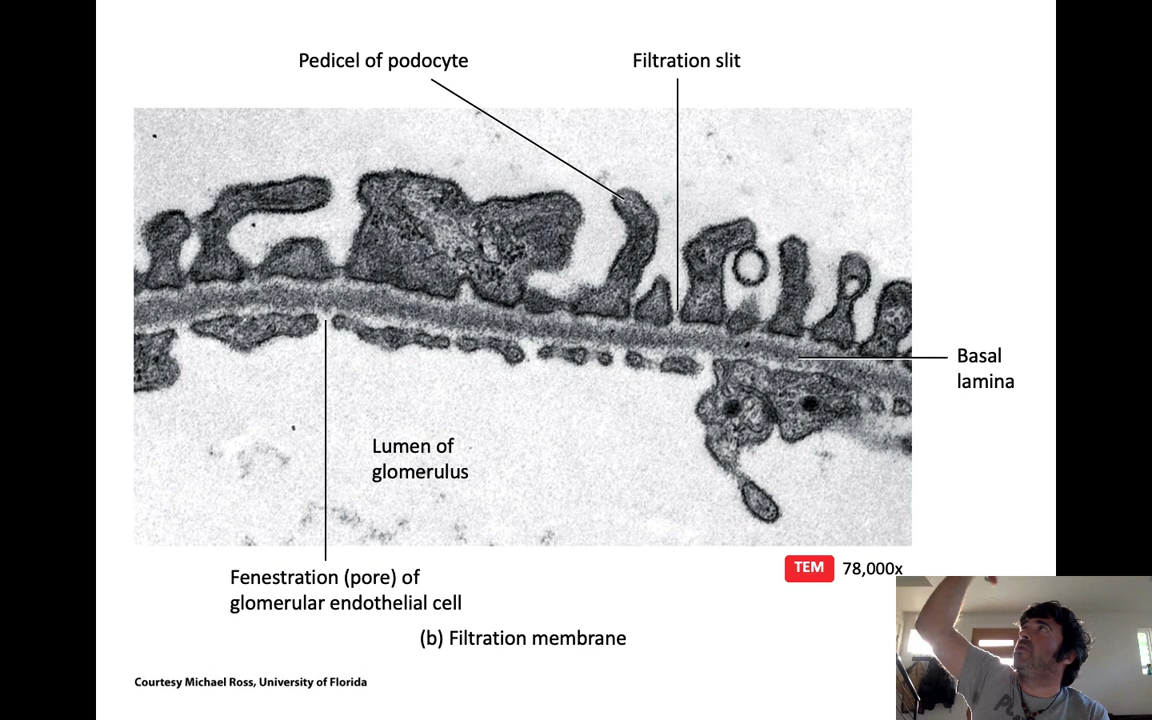 Pedicel of podocyte
Filtration slit
Basal
lamina
Lumen of
glomerulus
Fenestration (pore) of
glomerular endothelial cell
TEM 78,000x
(b) Filtration membrane
Courtesy Michael Ross, University of Florida